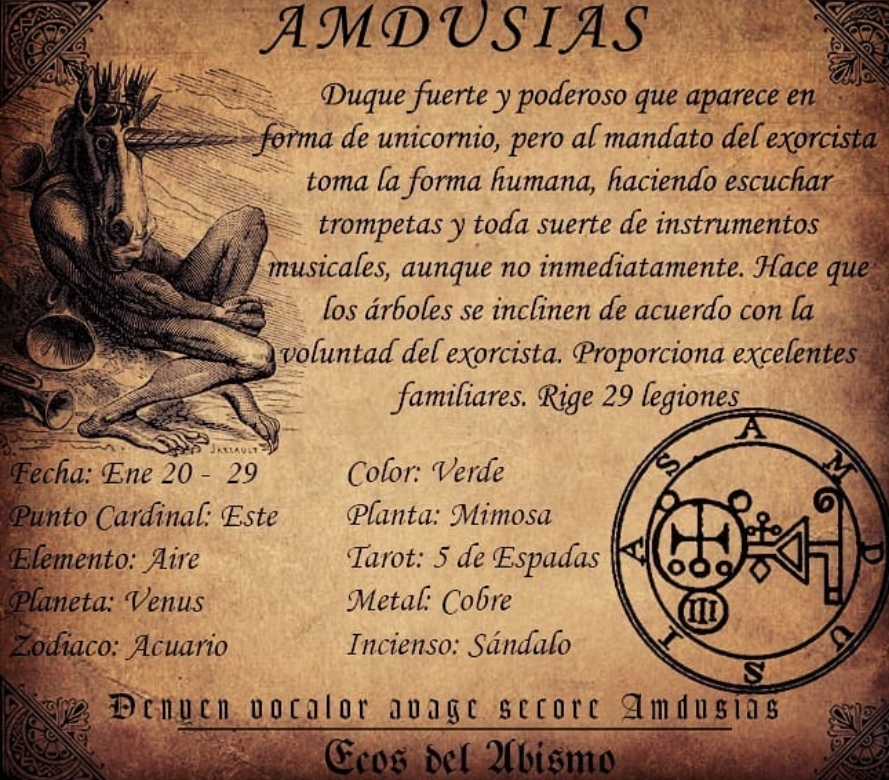 AMDUSIAS
Duque fuerte y poderoso que aparece en
forma de unicornio, pero al mandato del exorcista
toma la forma humana, haciendo escuchar
trompetas y toda suerte de instrumentos
musicales, aunque no inmediatamente. Hace que
los árboles se inclinen de acuerdo con la
voluntad del exorcista. Proporciona excelentes
familiares. Rige 29 legiones
Fecha: Ene 20 - 29
Punto Cardinal: Este
Elemento: Aire
Planeta: Venus
Zodiaco: Acuario
Color: Verde
Planta: Mimosa
Tarot: 5 de Espadas
Metal: Cobre
Incienso: Sándalo
AMDUSIAS
III
Denyen vocalor avage secore Amdusias
Ecos del Abismo